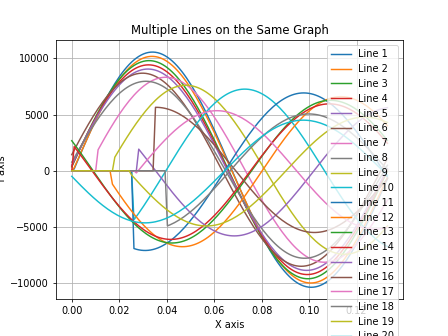 Multiple Lines on the Same Graph
10000
5000
0
−5000
−10000
0.00
0.02
0.04
0.06
0.08
0.10
X axis
axis
Line 1
Line 2
Line 3
Line 4
Line 5
Line 6
Line 7
Line 8
Line 9
Line 10
Line 11
Line 12
Line 13
Line 14
Line 15
Line 16
Line 17
Line 18
Line 19
Line 20